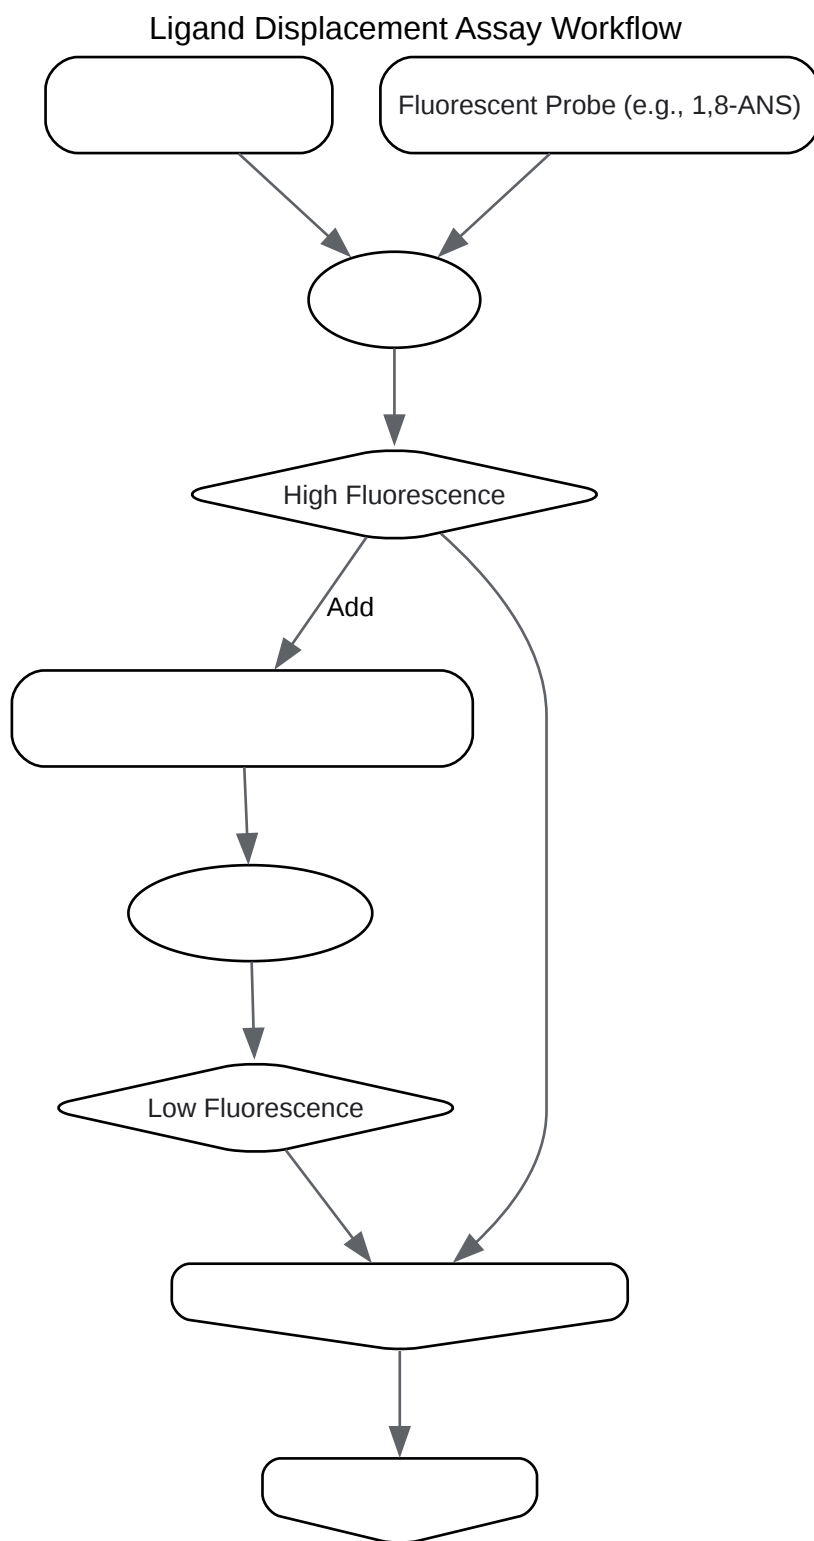 Ligand Displacement Assay Workflow
Fluorescent Probe (e.g., 1,8-ANS)
High Fluorescence
Add
Low Fluorescence